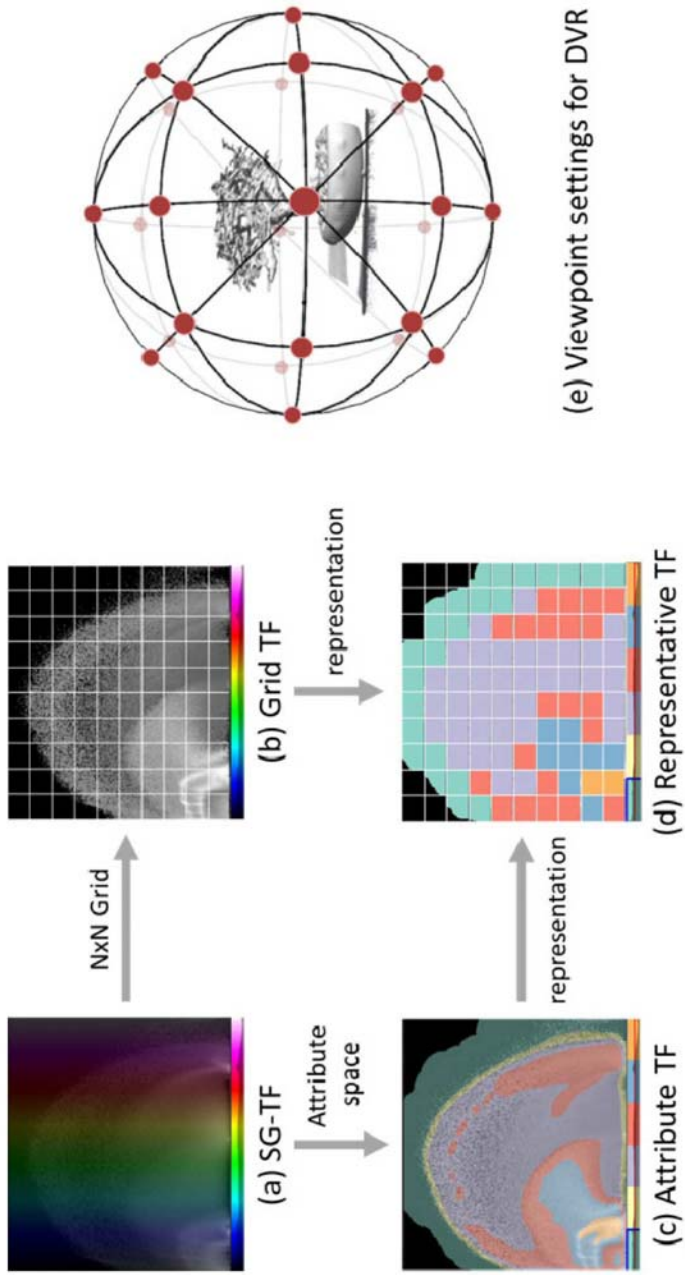 (a) SG-TF
NxN Grid
(b) Grid TF
Attribute
space
representation
(c) Attribute TF
representation
(d) Representative TF
(e) Viewpoint settings for DVR